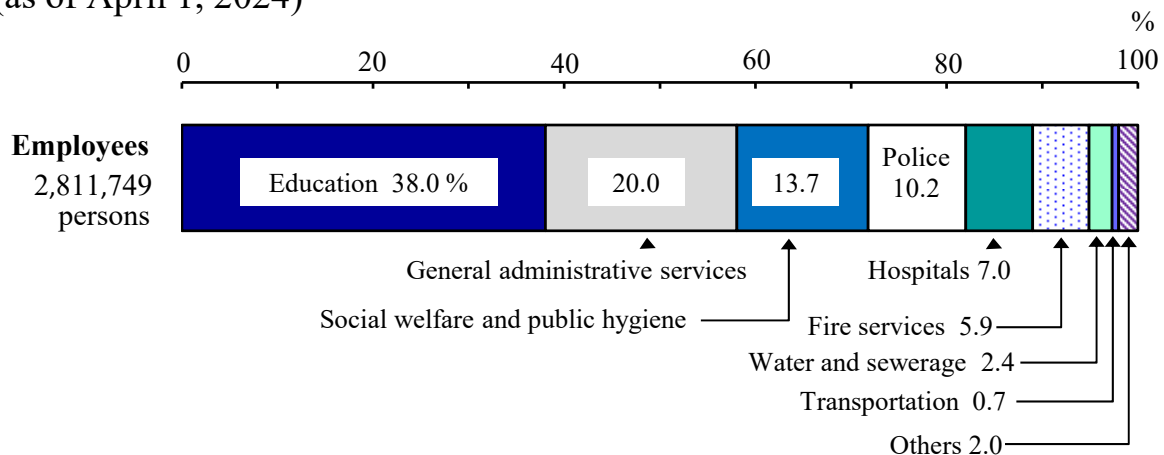 (as of April 1, 2024)
%
0 20 40 60 80 100
Employees
2,811,749
persons
Education 38.0 %
20.0
13.7
Police
10.2
General administrative services
Hospitals 7.0
Social welfare and public hygiene
Fire services 5.9
Water and sewerage 2.4
Transportation 0.7
Others 2.0